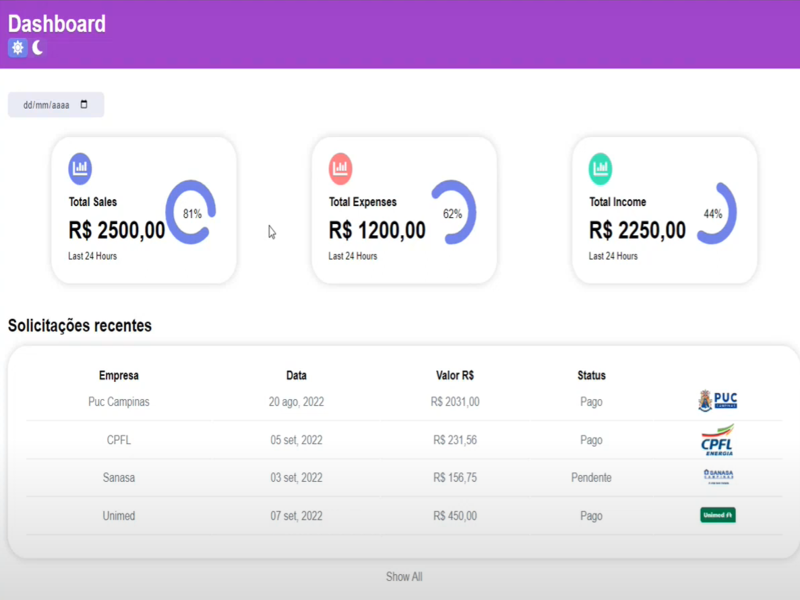 Dashboard
dd/mm/aaaa
Total Sales
R$ 2500,00
Last 24 Hours
81%
Total Expenses
R$ 1200,00
Last 24 Hours
62%
Total Income
R$ 2250,00
Last 24 Hours
44%
Solicitações recentes
Empresa Data Valor R$ Status
Puc Campinas 20 ago, 2022 R$ 2031,00 Pago PUC
CPFL 05 set, 2022 R$ 231,56 Pago CPFL ENERGIA
Sanasa 03 set, 2022 R$ 156,75 Pendente SANASA
Unimed 07 set, 2022 R$ 450,00 Pago Unimed
Show All